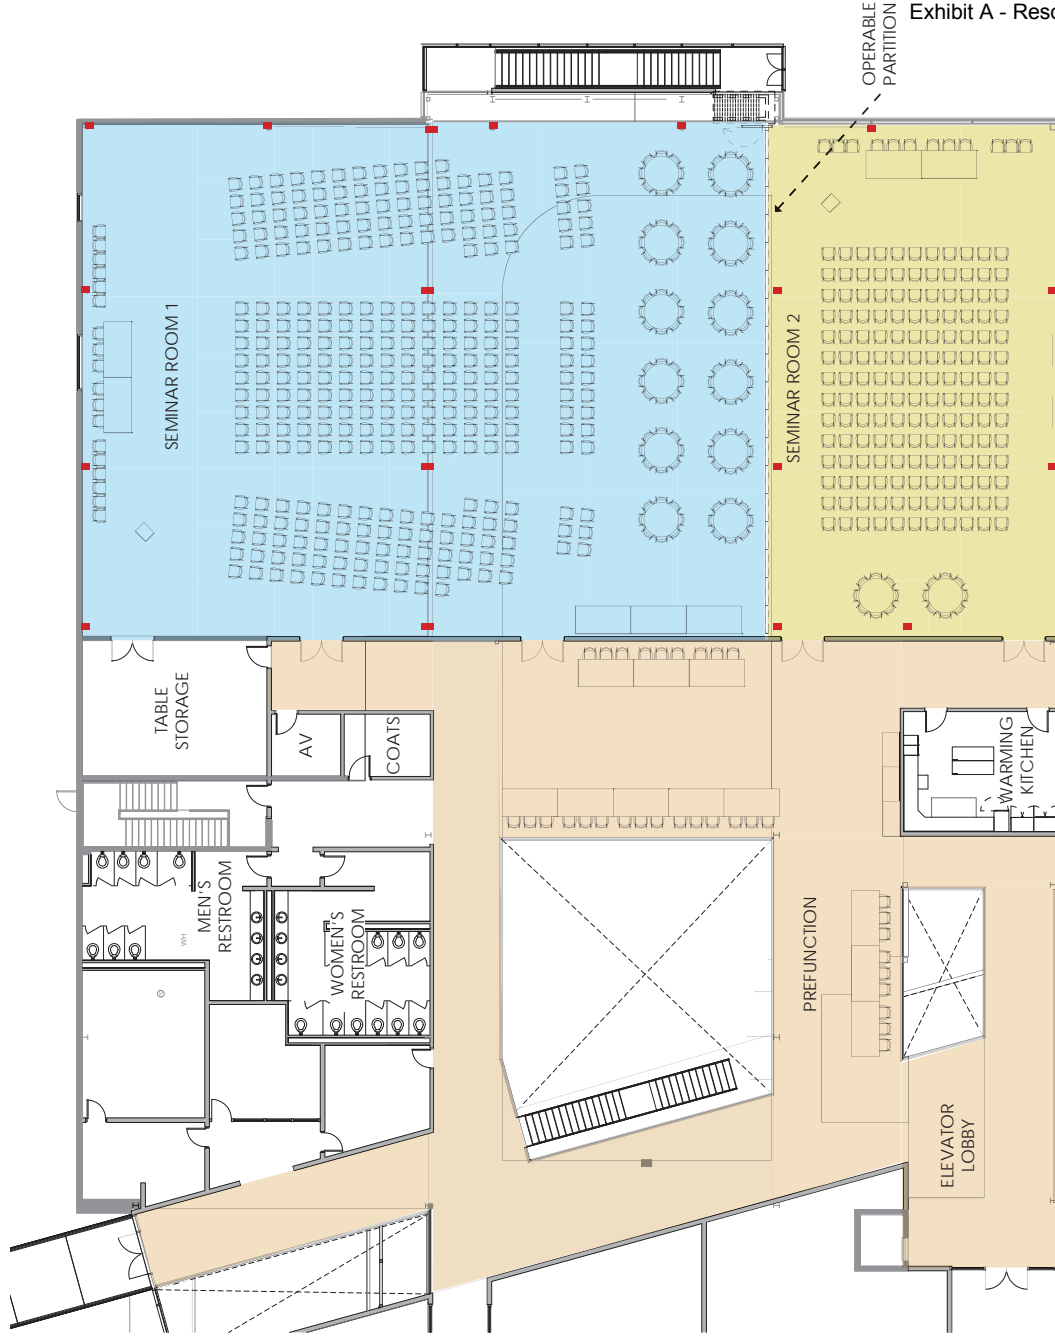 Exhibit A - Reso
OPERABLE
PARTITION
SEMINAR ROOM 1
SEMINAR ROOM 2
TABLE
STORAGE
AV
COATS
WARMING
KITCHEN
MEN'S
RESTROOM
WH
WOMEN'S
RESTROOM
PREFUNCTION
ELEVATOR
LOBBY